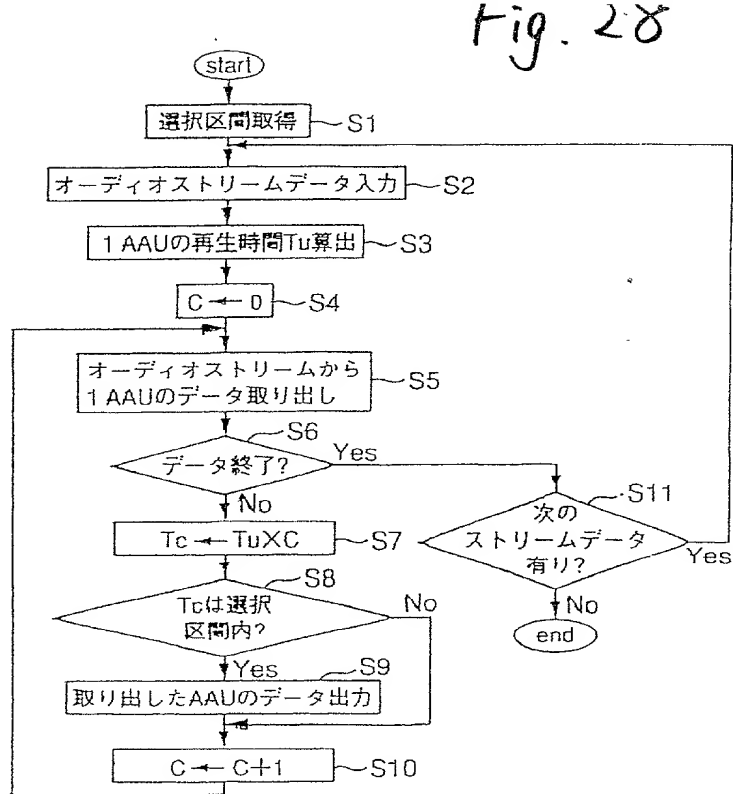 Fig. 28
start
選択区間取得
S1
オーディオストリームデータ入力
S2
1 AAUの再生時間Tu算出
S3
C ← 0
S4
オーディオストリームから
1 AAUのデータ取り出し
S5
S6
データ終了?
Yes
No
S11
次の
ストリームデータ
有り?
Yes
No
end
Tc ← Tu×C
S7
S8
Tcは選択
区間内?
No
Yes
S9
取り出したAAUのデータ出力
C ← C+1
S10